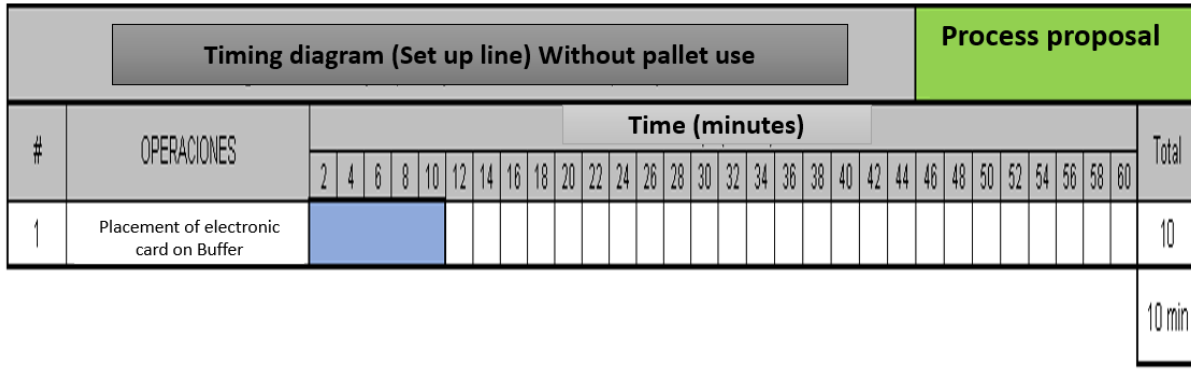 Timing diagram (Set up line) Without pallet use
Process proposal
# OPERACIONES Time (minutes) Total
2 4 6 8 10 12 14 16 18 20 22 24 26 28 30 32 34 36 38 40 42 44 46 48 50 52 54 56 58 60
1 Placement of electronic 10
card on Buffer
10 min